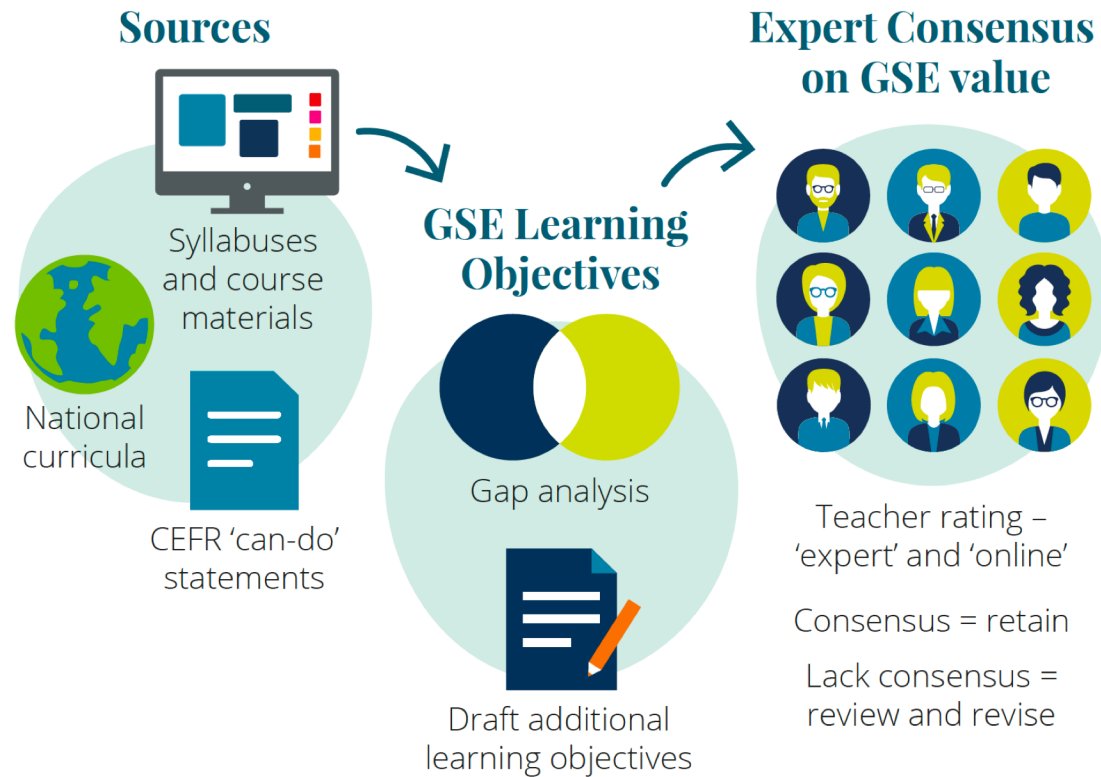 Sources
Syllabuses
and course
materials
National
curricula
CEFR ‘can-do’
statements
GSE Learning
Objectives
Gap analysis
Draft additional
learning objectives
Expert Consensus
on GSE value
Teacher rating –
‘expert’ and ‘online’
Consensus = retain
Lack consensus =
review and revise